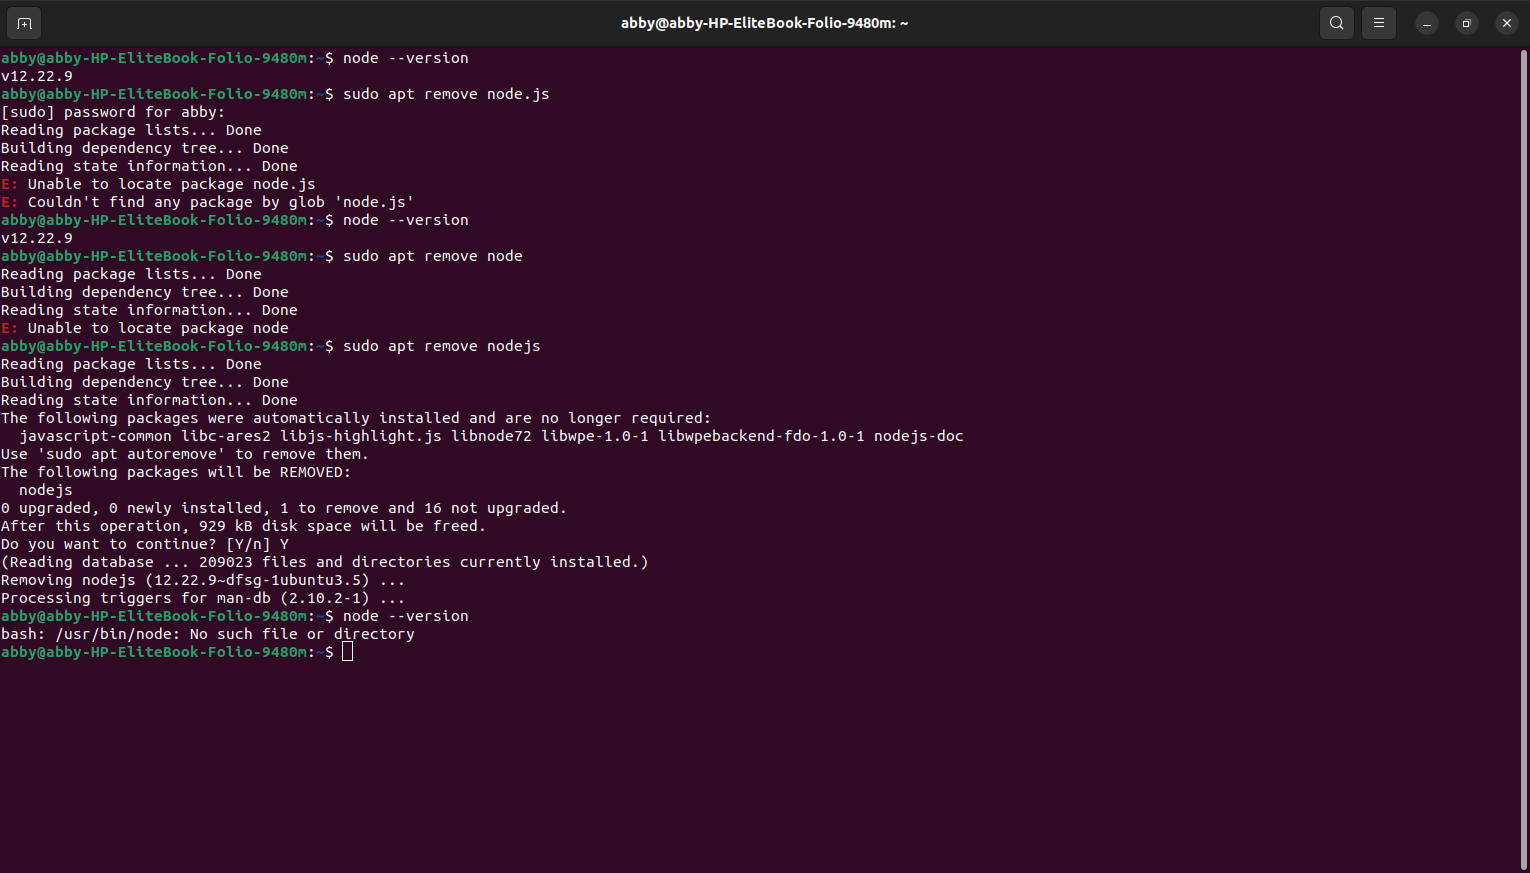 abby@abby-HP-EliteBook-Folio-9480m: ~
abby@abby-HP-EliteBook-Folio-9480m:~$ node --version
v12.22.9
abby@abby-HP-EliteBook-Folio-9480m:~$ sudo apt remove node.js
[sudo] password for abby:
Reading package lists... Done
Building dependency tree... Done
Reading state information... Done
E: Unable to locate package node.js
E: Couldn't find any package by glob 'node.js'
abby@abby-HP-EliteBook-Folio-9480m:~$ node --version
v12.22.9
abby@abby-HP-EliteBook-Folio-9480m:~$ sudo apt remove node
Reading package lists... Done
Building dependency tree... Done
Reading state information... Done
E: Unable to locate package node
abby@abby-HP-EliteBook-Folio-9480m:~$ sudo apt remove nodejs
Reading package lists... Done
Building dependency tree... Done
Reading state information... Done
The following packages were automatically installed and are no longer required:
  javascript-common libc-ares2 libjs-highlight.js libnode72 libwpe-1.0-1 libwpebackend-fdo-1.0-1 nodejs-doc
Use 'sudo apt autoremove' to remove them.
The following packages will be REMOVED:
  nodejs
0 upgraded, 0 newly installed, 1 to remove and 16 not upgraded.
After this operation, 929 kB disk space will be freed.
Do you want to continue? [Y/n] Y
(Reading database ... 209023 files and directories currently installed.)
Removing nodejs (12.22.9~dfsg-1ubuntu3.5) ...
Processing triggers for man-db (2.10.2-1) ...
abby@abby-HP-EliteBook-Folio-9480m:~$ node --version
bash: /usr/bin/node: No such file or directory
abby@abby-HP-EliteBook-Folio-9480m:~$